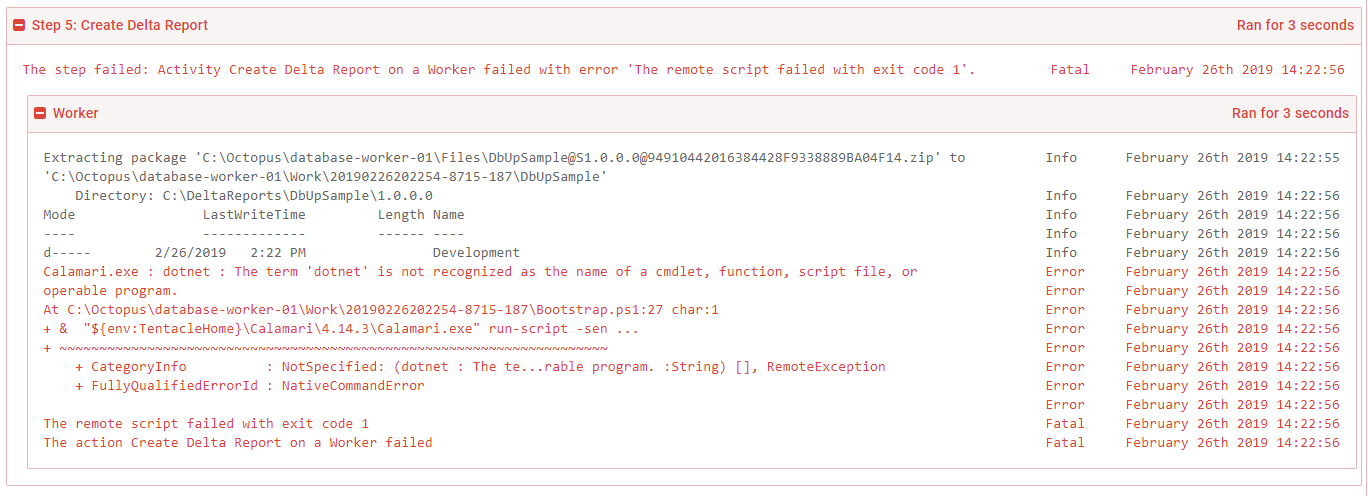 Step 5: Create Delta Report Ran for 3 seconds
The step failed: Activity Create Delta Report on a Worker failed with error 'The remote script failed with exit code 1'. Fatal February 26th 2019 14:22:56
Worker Ran for 3 seconds
Extracting package 'C:\Octopus\database-worker-01\Files\DbUpSample@S1.0.0.0@94910442016384428F9338889BA04F14.zip' to Info February 26th 2019 14:22:55
'C:\Octopus\database-worker-01\Work\20190226202254-8715-187\DbUpSample'
Directory: C:\DeltaReports\DbUpSample\1.0.0.0 Info February 26th 2019 14:22:56
Mode LastWriteTime Length Name Info February 26th 2019 14:22:56
---- ------------- ------ ---- Info February 26th 2019 14:22:56
d----- 2/26/2019 2:22 PM Development Info February 26th 2019 14:22:56
Calamari.exe : dotnet : The term 'dotnet' is not recognized as the name of a cmdlet, function, script file, or Error February 26th 2019 14:22:56
operable program. Error February 26th 2019 14:22:56
At C:\Octopus\database-worker-01\Work\20190226202254-8715-187\Bootstrap.ps1:27 char:1 Error February 26th 2019 14:22:56
+ & "${env:TentacleHome}\Calamari\4.14.3\Calamari.exe" run-script -sen ... Error February 26th 2019 14:22:56
+ ~~~~~~~~~~~~~~~~~~~~~~~~~~~~~~~~~~~~~~~~~~~~~~~~~~~~~~~~~~~~~~~~~~~~~ Error February 26th 2019 14:22:56
+ CategoryInfo : NotSpecified: (dotnet : The te...rable program. :String) [], RemoteException Error February 26th 2019 14:22:56
+ FullyQualifiedErrorId : NativeCommandError Error February 26th 2019 14:22:56
Error February 26th 2019 14:22:56
The remote script failed with exit code 1 Fatal February 26th 2019 14:22:56
The action Create Delta Report on a Worker failed Fatal February 26th 2019 14:22:56